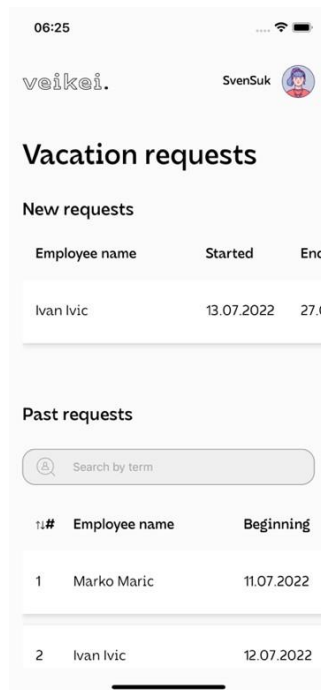 06:25
veikei.
SvenSuk
Vacation requests
New requests
Employee name Started
Ivan Ivic 13.07.2022
Past requests
Search by term
↑↓# Employee name Beginning
1 Marko Maric 11.07.2022
2 Ivan Ivic 12.07.2022